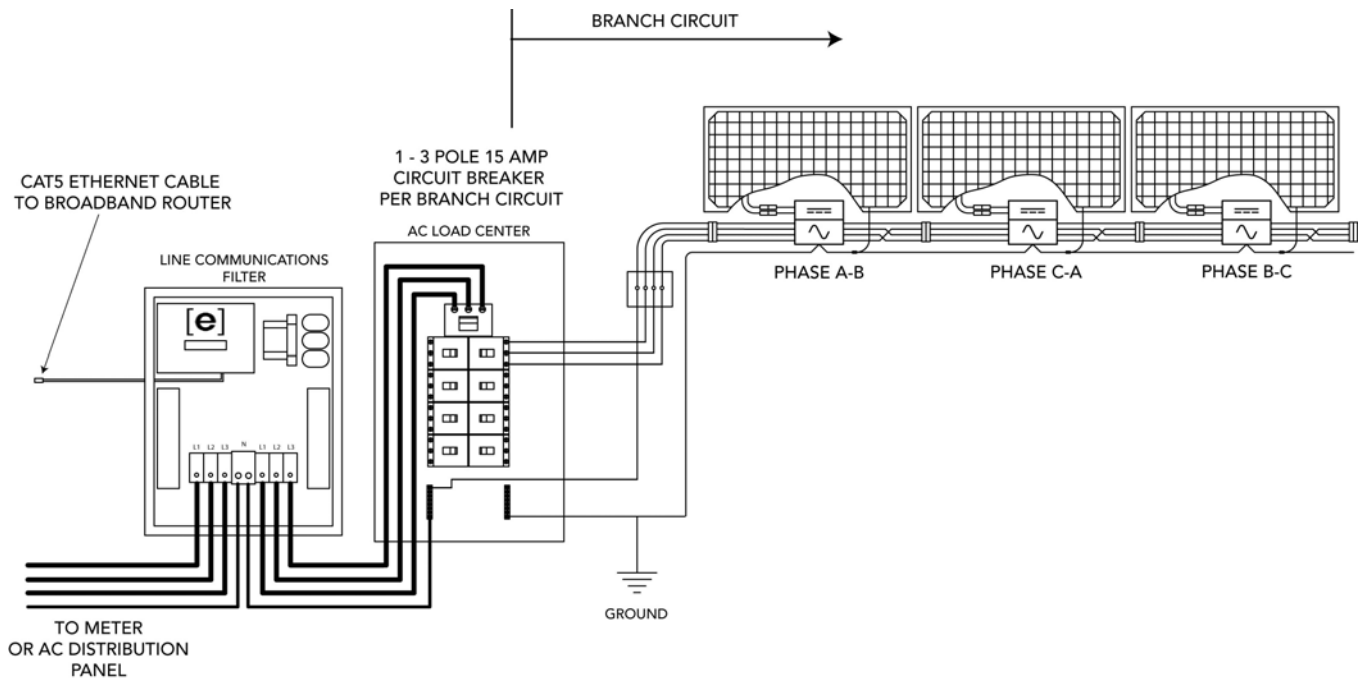 BRANCH CIRCUIT
1 - 3 POLE 15 AMP
CIRCUIT BREAKER
PER BRANCH CIRCUIT
CAT5 ETHERNET CABLE
TO BROADBAND ROUTER
AC LOAD CENTER
LINE COMMUNICATIONS
FILTER
PHASE A-B
PHASE C-A
PHASE B-C
[e]
L1 L2 L3 N L1 L2 L3
GROUND
TO METER
OR AC DISTRIBUTION
PANEL